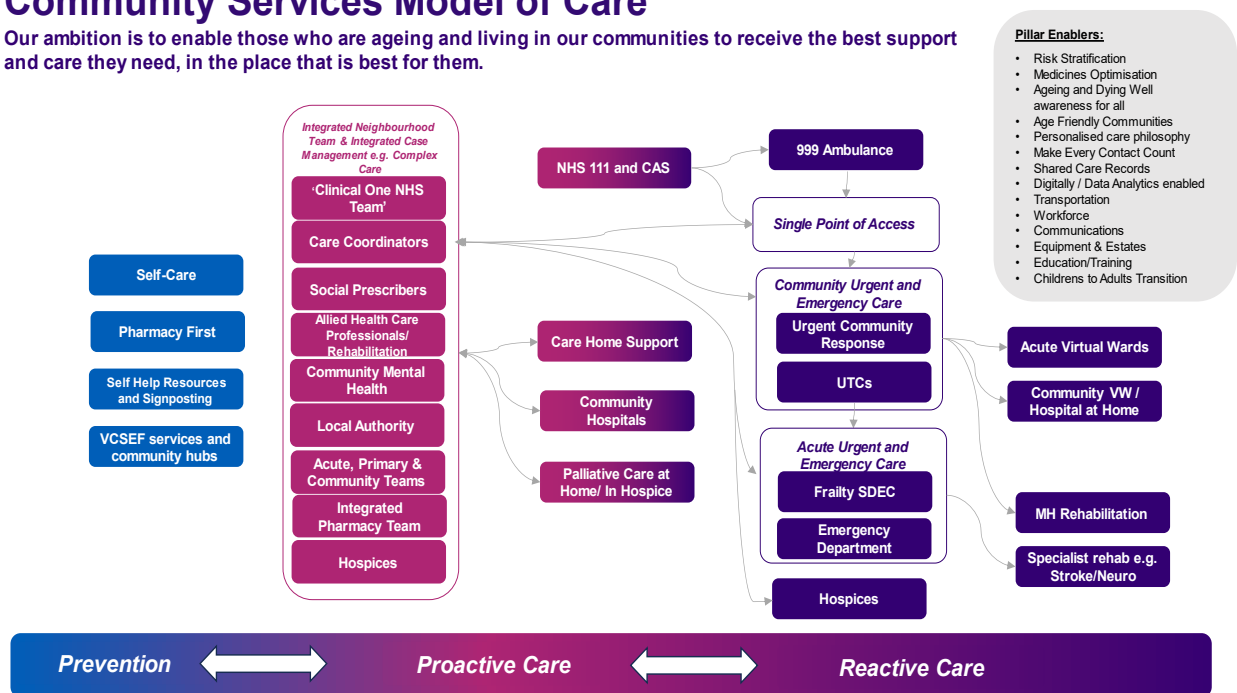 Community Services Model of Care
Our ambition is to enable those who are ageing and living in our communities to receive the best support
and care they need, in the place that is best for them.
Pillar Enablers:
• Risk Stratification
• Medicines Optimisation
• Ageing and Dying Well
awareness for all
• Age Friendly Communities
• Personalised care philosophy
• Make Every Contact Count
• Shared Care Records
• Digitally / Data Analytics enabled
• Transportation
• Workforce
• Communications
• Equipment & Estates
• Education/Training
• Childrens to Adults Transition
Self-Care
Pharmacy First
Self Help Resources
and Signposting
VCSEF services and
community hubs
Integrated Neighbourhood
Team & Integrated Case
Management e.g. Complex
Care
‘Clinical One NHS
Team’
Care Coordinators
Social Prescribers
Allied Health Care
Professionals/
Rehabilitation
Community Mental
Health
Local Authority
Acute, Primary &
Community Teams
Integrated
Pharmacy Team
Hospices
NHS 111 and CAS
Care Home Support
Community
Hospitals
Palliative Care at
Home/ In Hospice
999 Ambulance
Single Point of Access
Community Urgent and
Emergency Care
Urgent Community
Response
UTCs
Acute Urgent and
Emergency Care
Frailty SDEC
Emergency
Department
Hospices
Acute Virtual Wards
Community VW /
Hospital at Home
MH Rehabilitation
Specialist rehab e.g.
Stroke/Neuro
Prevention
Proactive Care
Reactive Care